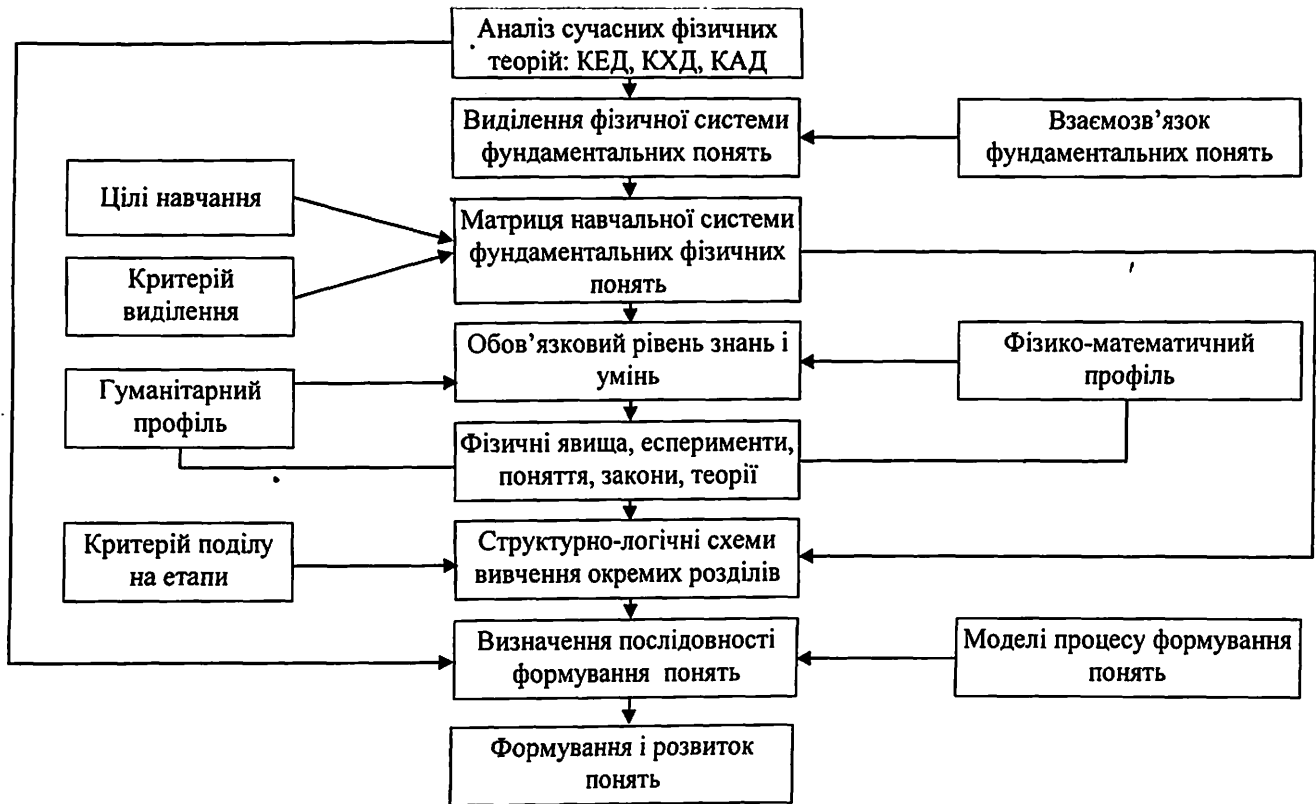 Аналіз сучасних фізичних
теорій: КЕД, КХД, КАД
Виділення фізичної системи
фундаментальних понять
Взаємозв’язок
фундаментальних понять
Цілі навчання
Матриця навчальної системи
фундаментальних фізичних
понять
Критерій
виділення
Обов’язковий рівень знань і
умінь
Фізико-математичний
профіль
Гуманітарний
профіль
Фізичні явища, есперименти,
поняття, закони, теорії
Критерій поділу
на етапи
Структурно-логічні схеми
вивчення окремих розділів
Визначення послідовності
формування понять
Моделі процесу формування
понять
Формування і розвиток
понять